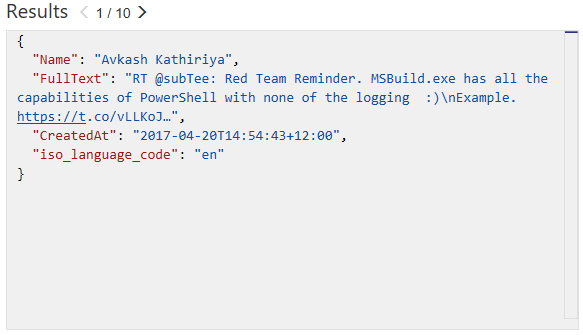 Results < 1 / 10 >
{
  "Name": "Avkash Kathiriya",
  "FullText": "RT @subTee: Red Team Reminder. MSBuild.exe has all the
capabilities of PowerShell with none of the logging  :)\nExample.
https://t.co/vLLKoJ…",
  "CreatedAt": "2017-04-20T14:54:43+12:00",
  "iso_language_code": "en"
}